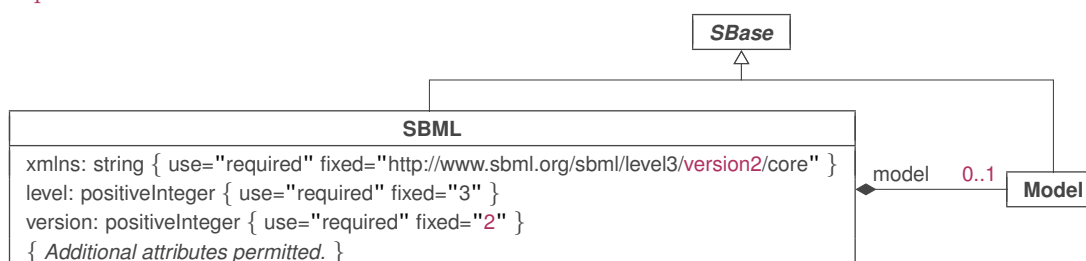 SBase
SBML
xmlns: string { use="required" fixed="http://www.sbml.org/sbml/level3/version2/core" }
level: positiveInteger { use="required" fixed="3" }
version: positiveInteger { use="required" fixed="2" }
{ Additional attributes permitted. }
model 0..1
Model